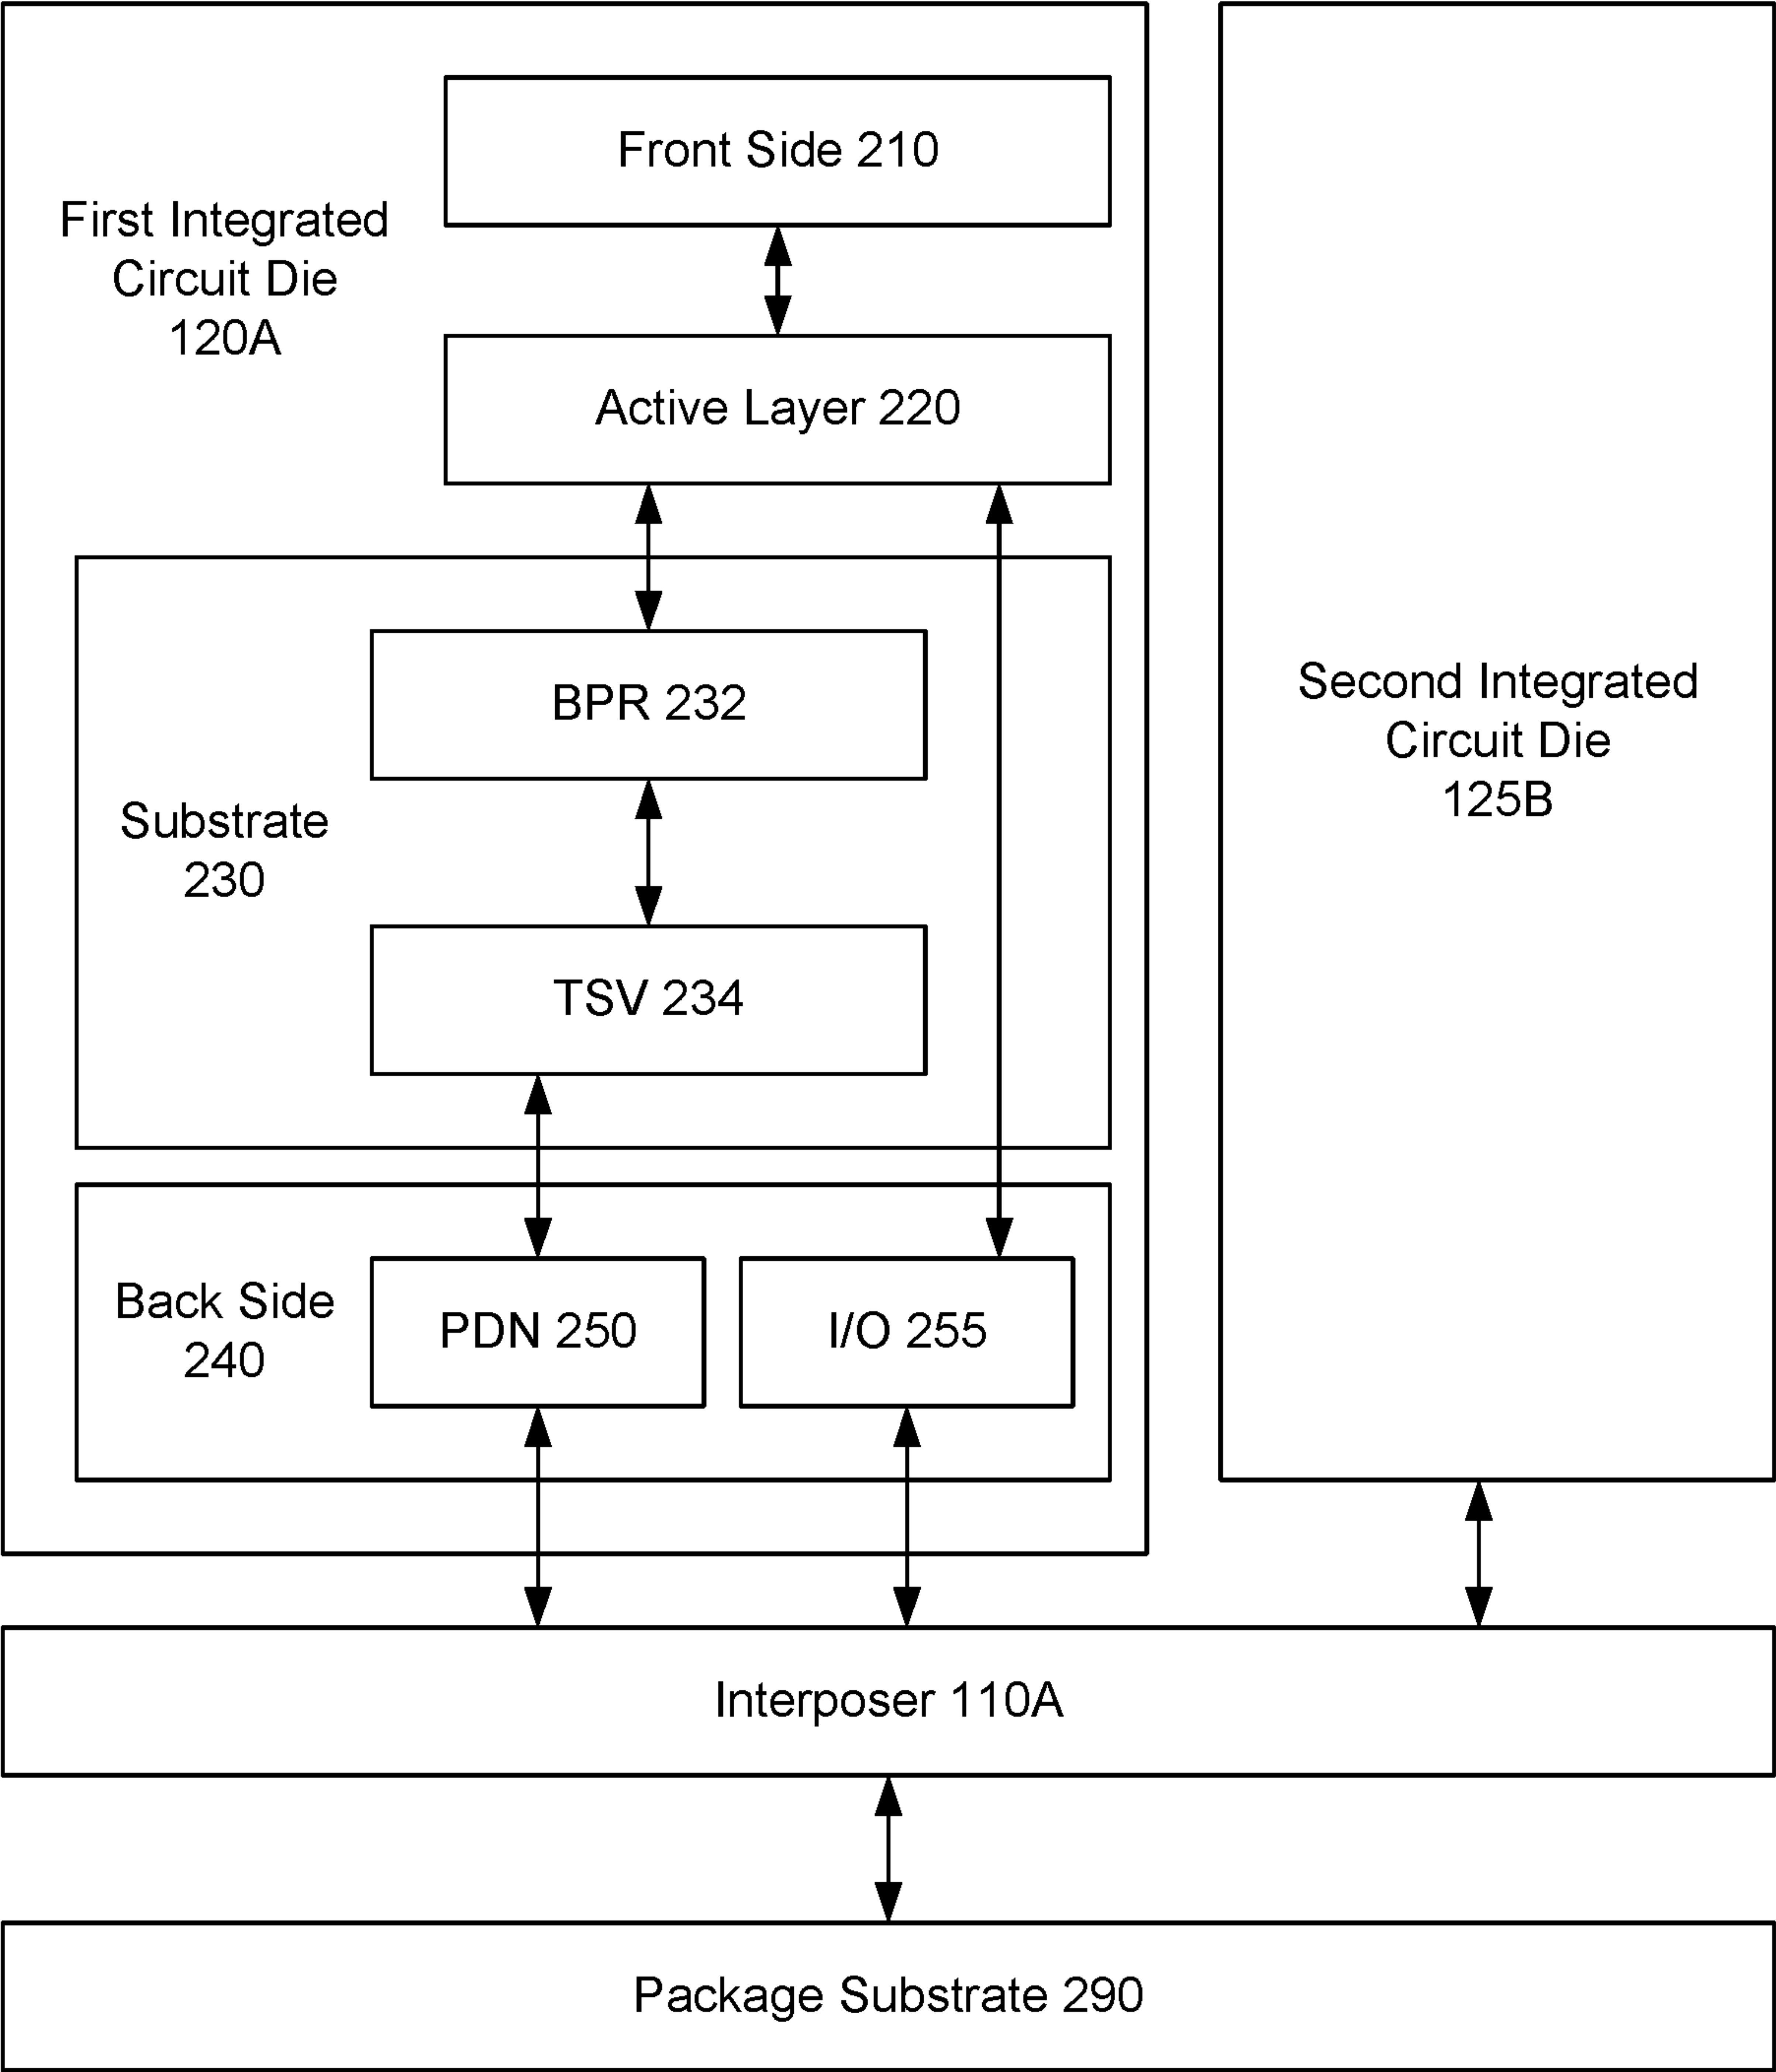 Front Side 210
First Integrated
Circuit Die
120A
Active Layer 220
BPR 232
Substrate
230
TSV 234
Back Side
240
PDN 250
I/O 255
Second Integrated
Circuit Die
125B
Interposer 110A
Package Substrate 290